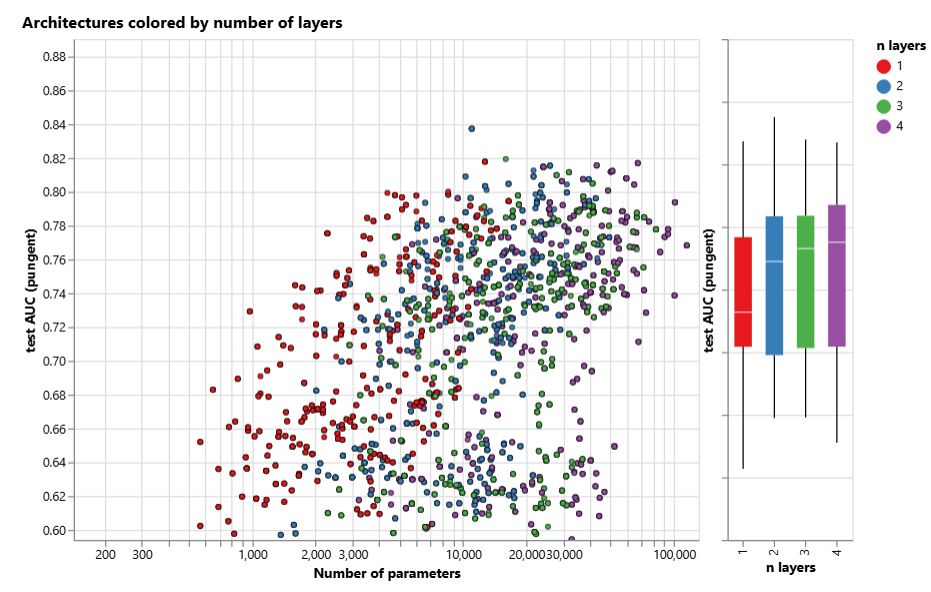 Architectures colored by number of layers
n layers
1
2
3
4
test AUC (pungent)
0.88
0.86
0.84
0.82
0.80
0.78
0.76
0.74
0.72
0.70
0.68
0.66
0.64
0.62
0.60
200 300 1,000 2,000 3,000 10,000 20,000 30,000 100,000
Number of parameters
test AUC (pungent)
1 2 3 4
n layers